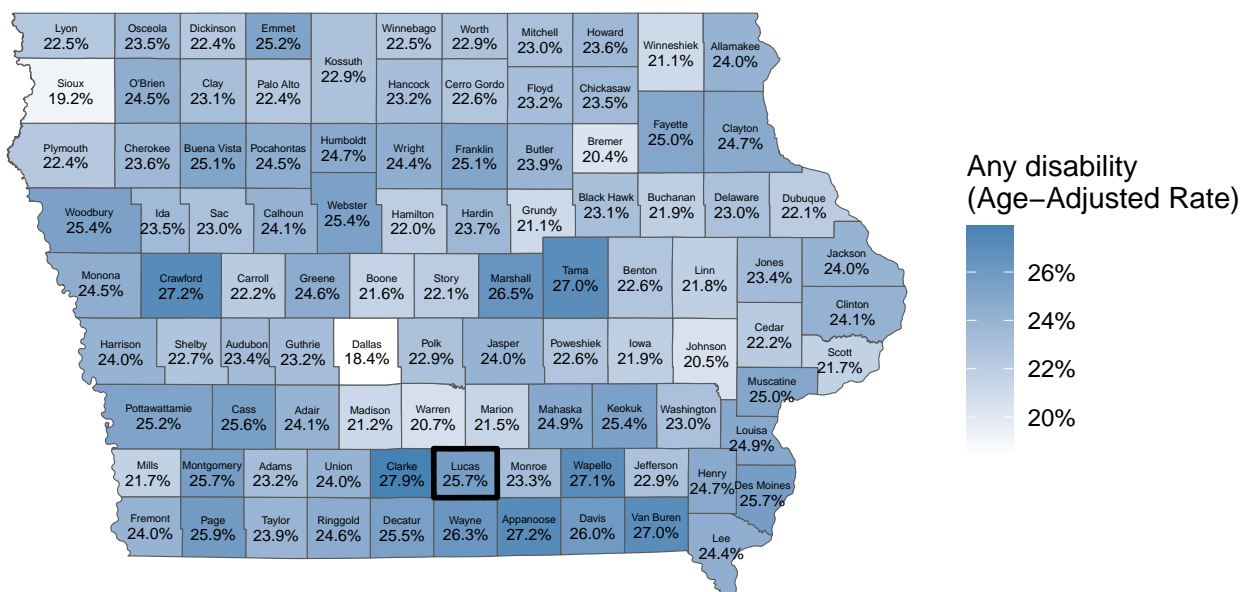 Lyon
22.5%
Osceola
23.5%
Dickinson
22.4%
Emmet
25.2%
Winnebago
22.5%
Worth
22.9%
Mitchell
23.0%
Howard
23.6%
Winneshiek
21.1%
Allamakee
24.0%
Kossuth
22.9%
Sioux
19.2%
O'Brien
24.5%
Clay
23.1%
Palo Alto
22.4%
Hancock
23.2%
Cerro Gordo
22.6%
Floyd
23.2%
Chickasaw
23.5%
Fayette
25.0%
Clayton
24.7%
Plymouth
22.4%
Cherokee
23.6%
Buena Vista
25.1%
Pocahontas
24.5%
Humboldt
24.7%
Wright
24.4%
Franklin
25.1%
Butler
23.9%
Bremer
20.4%
Woodbury
25.4%
Ida
23.5%
Sac
23.0%
Calhoun
24.1%
Webster
25.4%
Hamilton
22.0%
Hardin
23.7%
Grundy
21.1%
Black Hawk
23.1%
Buchanan
21.9%
Delaware
23.0%
Dubuque
22.1%
Monona
24.5%
Crawford
27.2%
Carroll
22.2%
Greene
24.6%
Boone
21.6%
Story
22.1%
Marshall
26.5%
Tama
27.0%
Benton
22.6%
Linn
21.8%
Jones
23.4%
Jackson
24.0%
Clinton
24.1%
Harrison
24.0%
Shelby
22.7%
Audubon
23.4%
Guthrie
23.2%
Dallas
18.4%
Polk
22.9%
Jasper
24.0%
Poweshiek
22.6%
Iowa
21.9%
Johnson
20.5%
Cedar
22.2%
Scott
21.7%
Muscatine
25.0%
Pottawattamie
25.2%
Cass
25.6%
Adair
24.1%
Madison
21.2%
Warren
20.7%
Marion
21.5%
Mahaska
24.9%
Keokuk
25.4%
Washington
23.0%
Louisa
24.9%
Mills
21.7%
Montgomery
25.7%
Adams
23.2%
Union
24.0%
Clarke
27.9%
Lucas
25.7%
Monroe
23.3%
Wapello
27.1%
Jefferson
22.9%
Henry
24.7%
Des Moines
25.7%
Fremont
24.0%
Page
25.9%
Taylor
23.9%
Ringgold
24.6%
Decatur
25.5%
Wayne
26.3%
Appanoose
27.2%
Davis
26.0%
Van Buren
27.0%
Lee
24.4%
Any disability
(Age−Adjusted Rate)
26%
24%
22%
20%